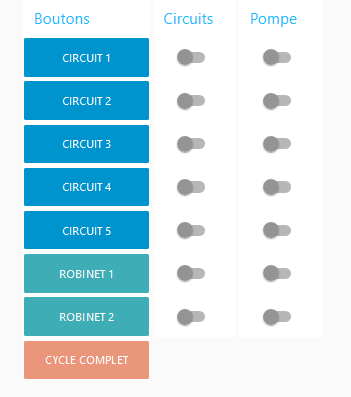 Boutons Circuits Pompe
CIRCUIT 1
CIRCUIT 2
CIRCUIT 3
CIRCUIT 4
CIRCUIT 5
ROBINET 1
ROBINET 2
CYCLE COMPLET